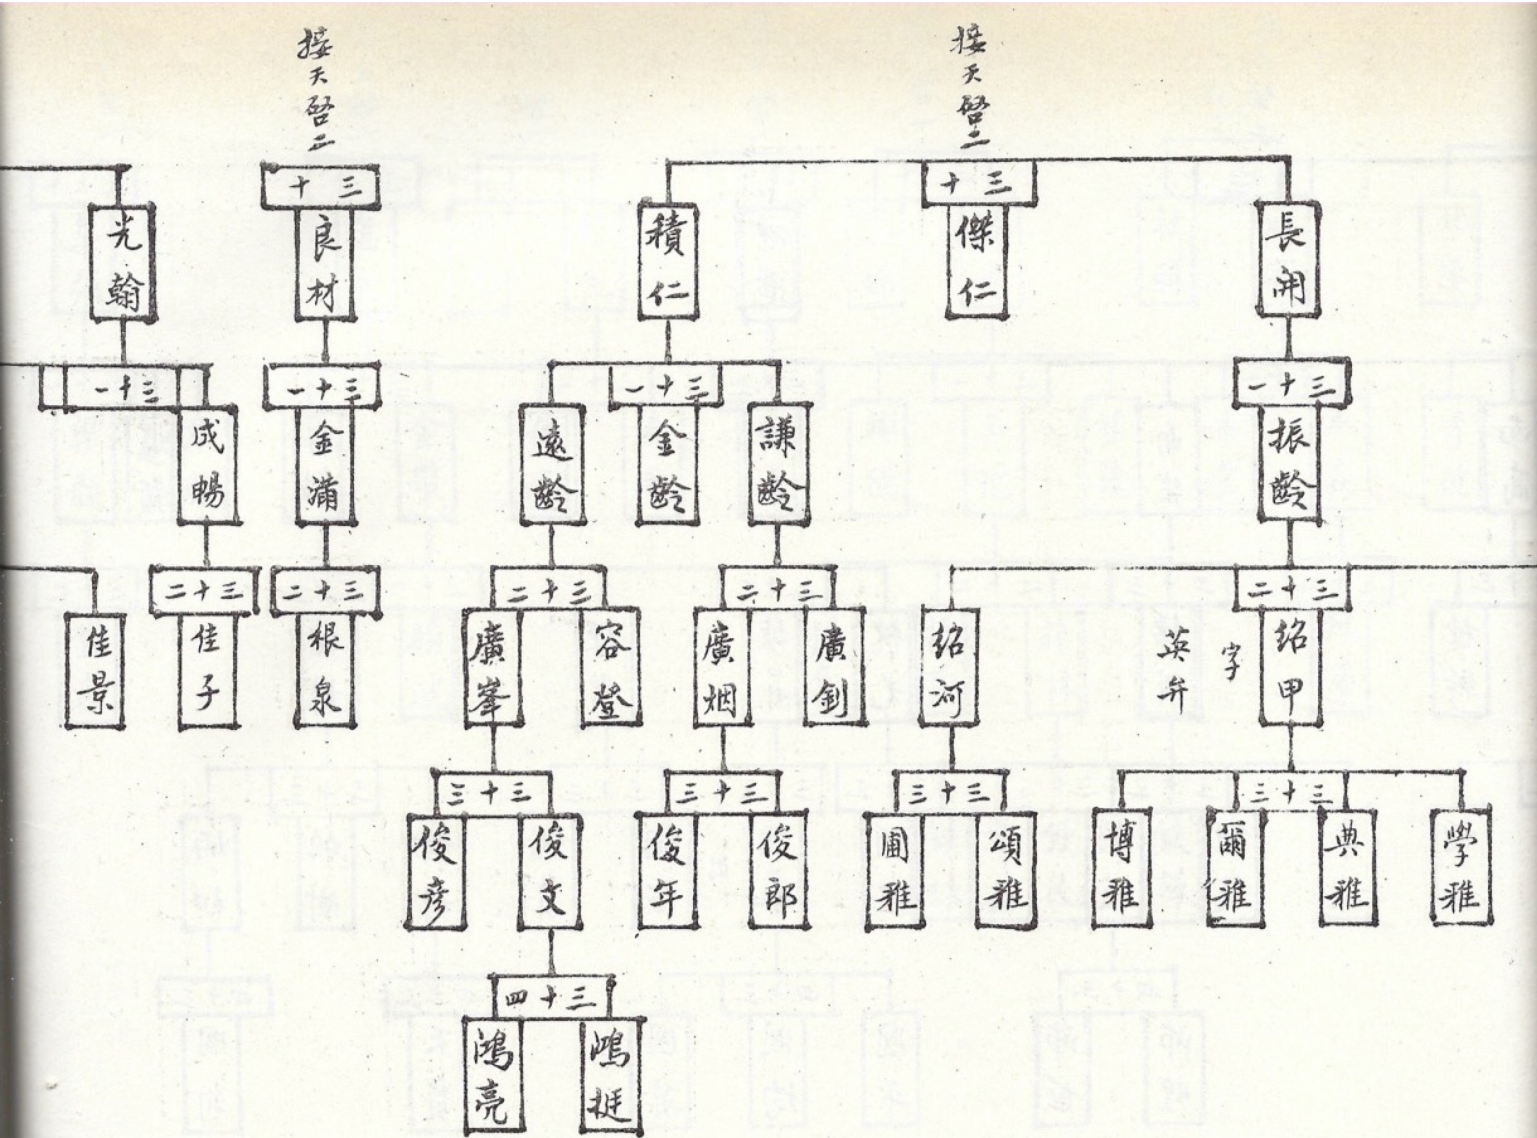 接天啓二
三十
長開
傑仁
積仁
三十一
振齡
三十二
紹甲
字
英弁
紹河
三十三
學雅
典雅
爾雅
博雅
三十三
頌雅
圃雅
三十一
謙齡
金齡
遠齡
三十二
廣釗
廣烟
三十三
俊郎
俊年
三十二
容登
廣峯
三十三
俊文
俊彦
三十四
鴻挺
鴻亮
接天啓二
三十
良材
三十一
金滿
三十二
根泉
光翰
三十一
成暢
三十二
佳子
佳景